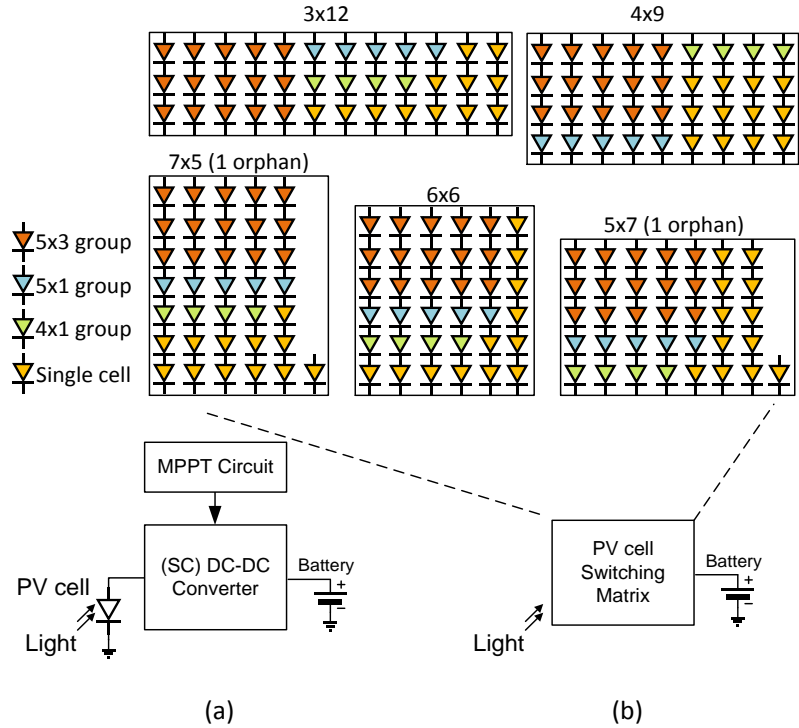 3x12
4x9
7x5 (1 orphan)
6x6
5x7 (1 orphan)
5x3 group
5x1 group
4x1 group
Single cell
MPPT Circuit
(SC) DC-DC
Converter
Battery
+
−
PV cell
Light
PV cell
Switching
Matrix
Battery
+
−
Light
(a)
(b)